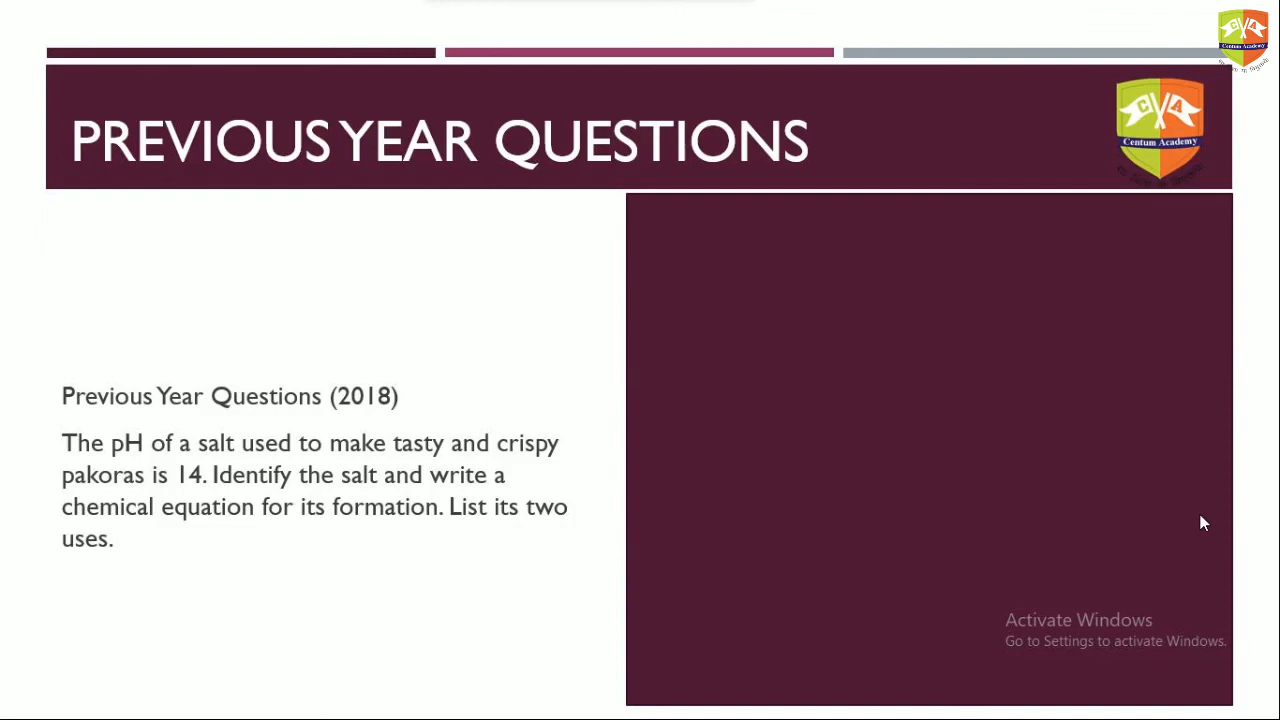 C A
Centum Academy
PREVIOUS YEAR QUESTIONS
C A
Centum Academy
Previous Year Questions (2018)
The pH of a salt used to make tasty and crispy
pakoras is 14. Identify the salt and write a
chemical equation for its formation. List its two
uses.
Activate Windows
Go to Settings to activate Windows.